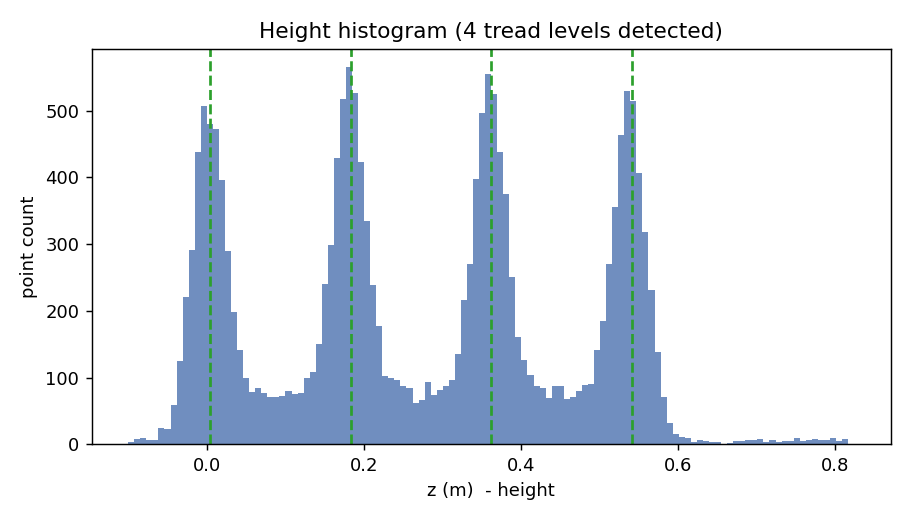 Height histogram (4 tread levels detected)
500
400
300
200
100
0
point count
0.0 0.2 0.4 0.6 0.8
z (m)  - height